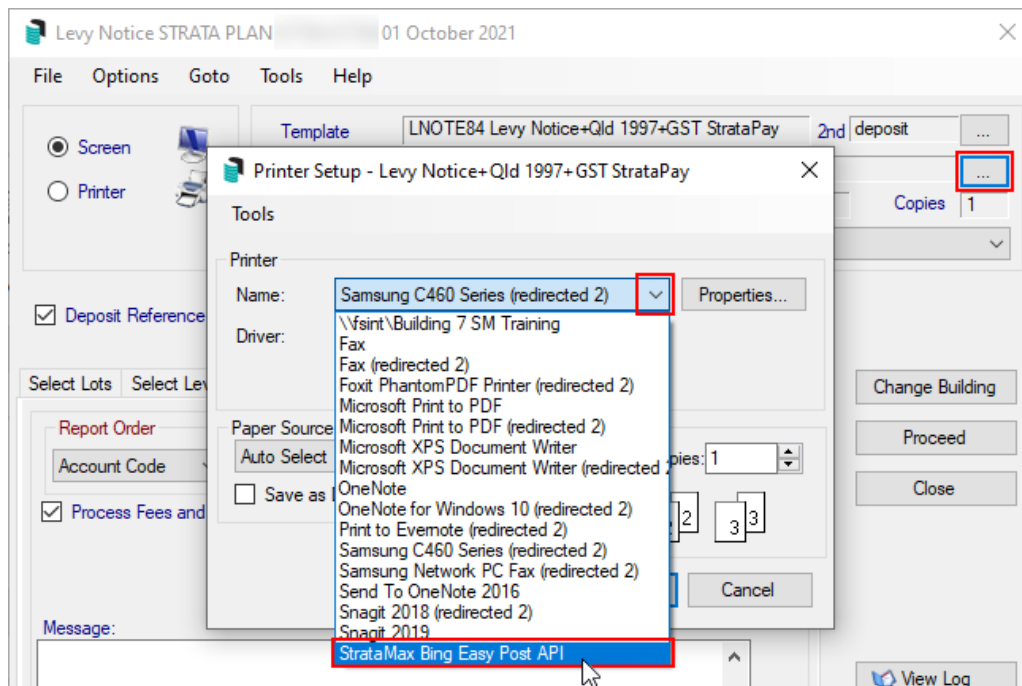 Levy Notice STRATA PLAN 01 October 2021
File Options Goto Tools Help
Screen
Printer
Template LNOTE84 Levy Notice+Qld 1997+GST StrataPay 2nd deposit ...
...
Copies 1
Printer Setup - Levy Notice+Qld 1997+GST StrataPay
Tools
Printer
Name: Samsung C460 Series (redirected 2) Properties...
Driver:
\\fsint\Building 7 SM Training
Fax
Fax (redirected 2)
Foxit PhantomPDF Printer (redirected 2)
Microsoft Print to PDF
Microsoft Print to PDF (redirected 2)
Microsoft XPS Document Writer
Microsoft XPS Document Writer (redirected
OneNote
OneNote for Windows 10 (redirected 2)
Print to Evernote (redirected 2)
Samsung C460 Series (redirected 2)
Samsung Network PC Fax (redirected 2)
Send To OneNote 2016
Snagit 2018 (redirected 2)
Snagit 2019
StrataMax Bing Easy Post API
Paper Source
Auto Select
Save as
pies: 1
2 3 3
Cancel
Deposit Reference
Select Lots Select Lev
Report Order
Account Code
Process Fees and
Message:
Change Building
Proceed
Close
View Log